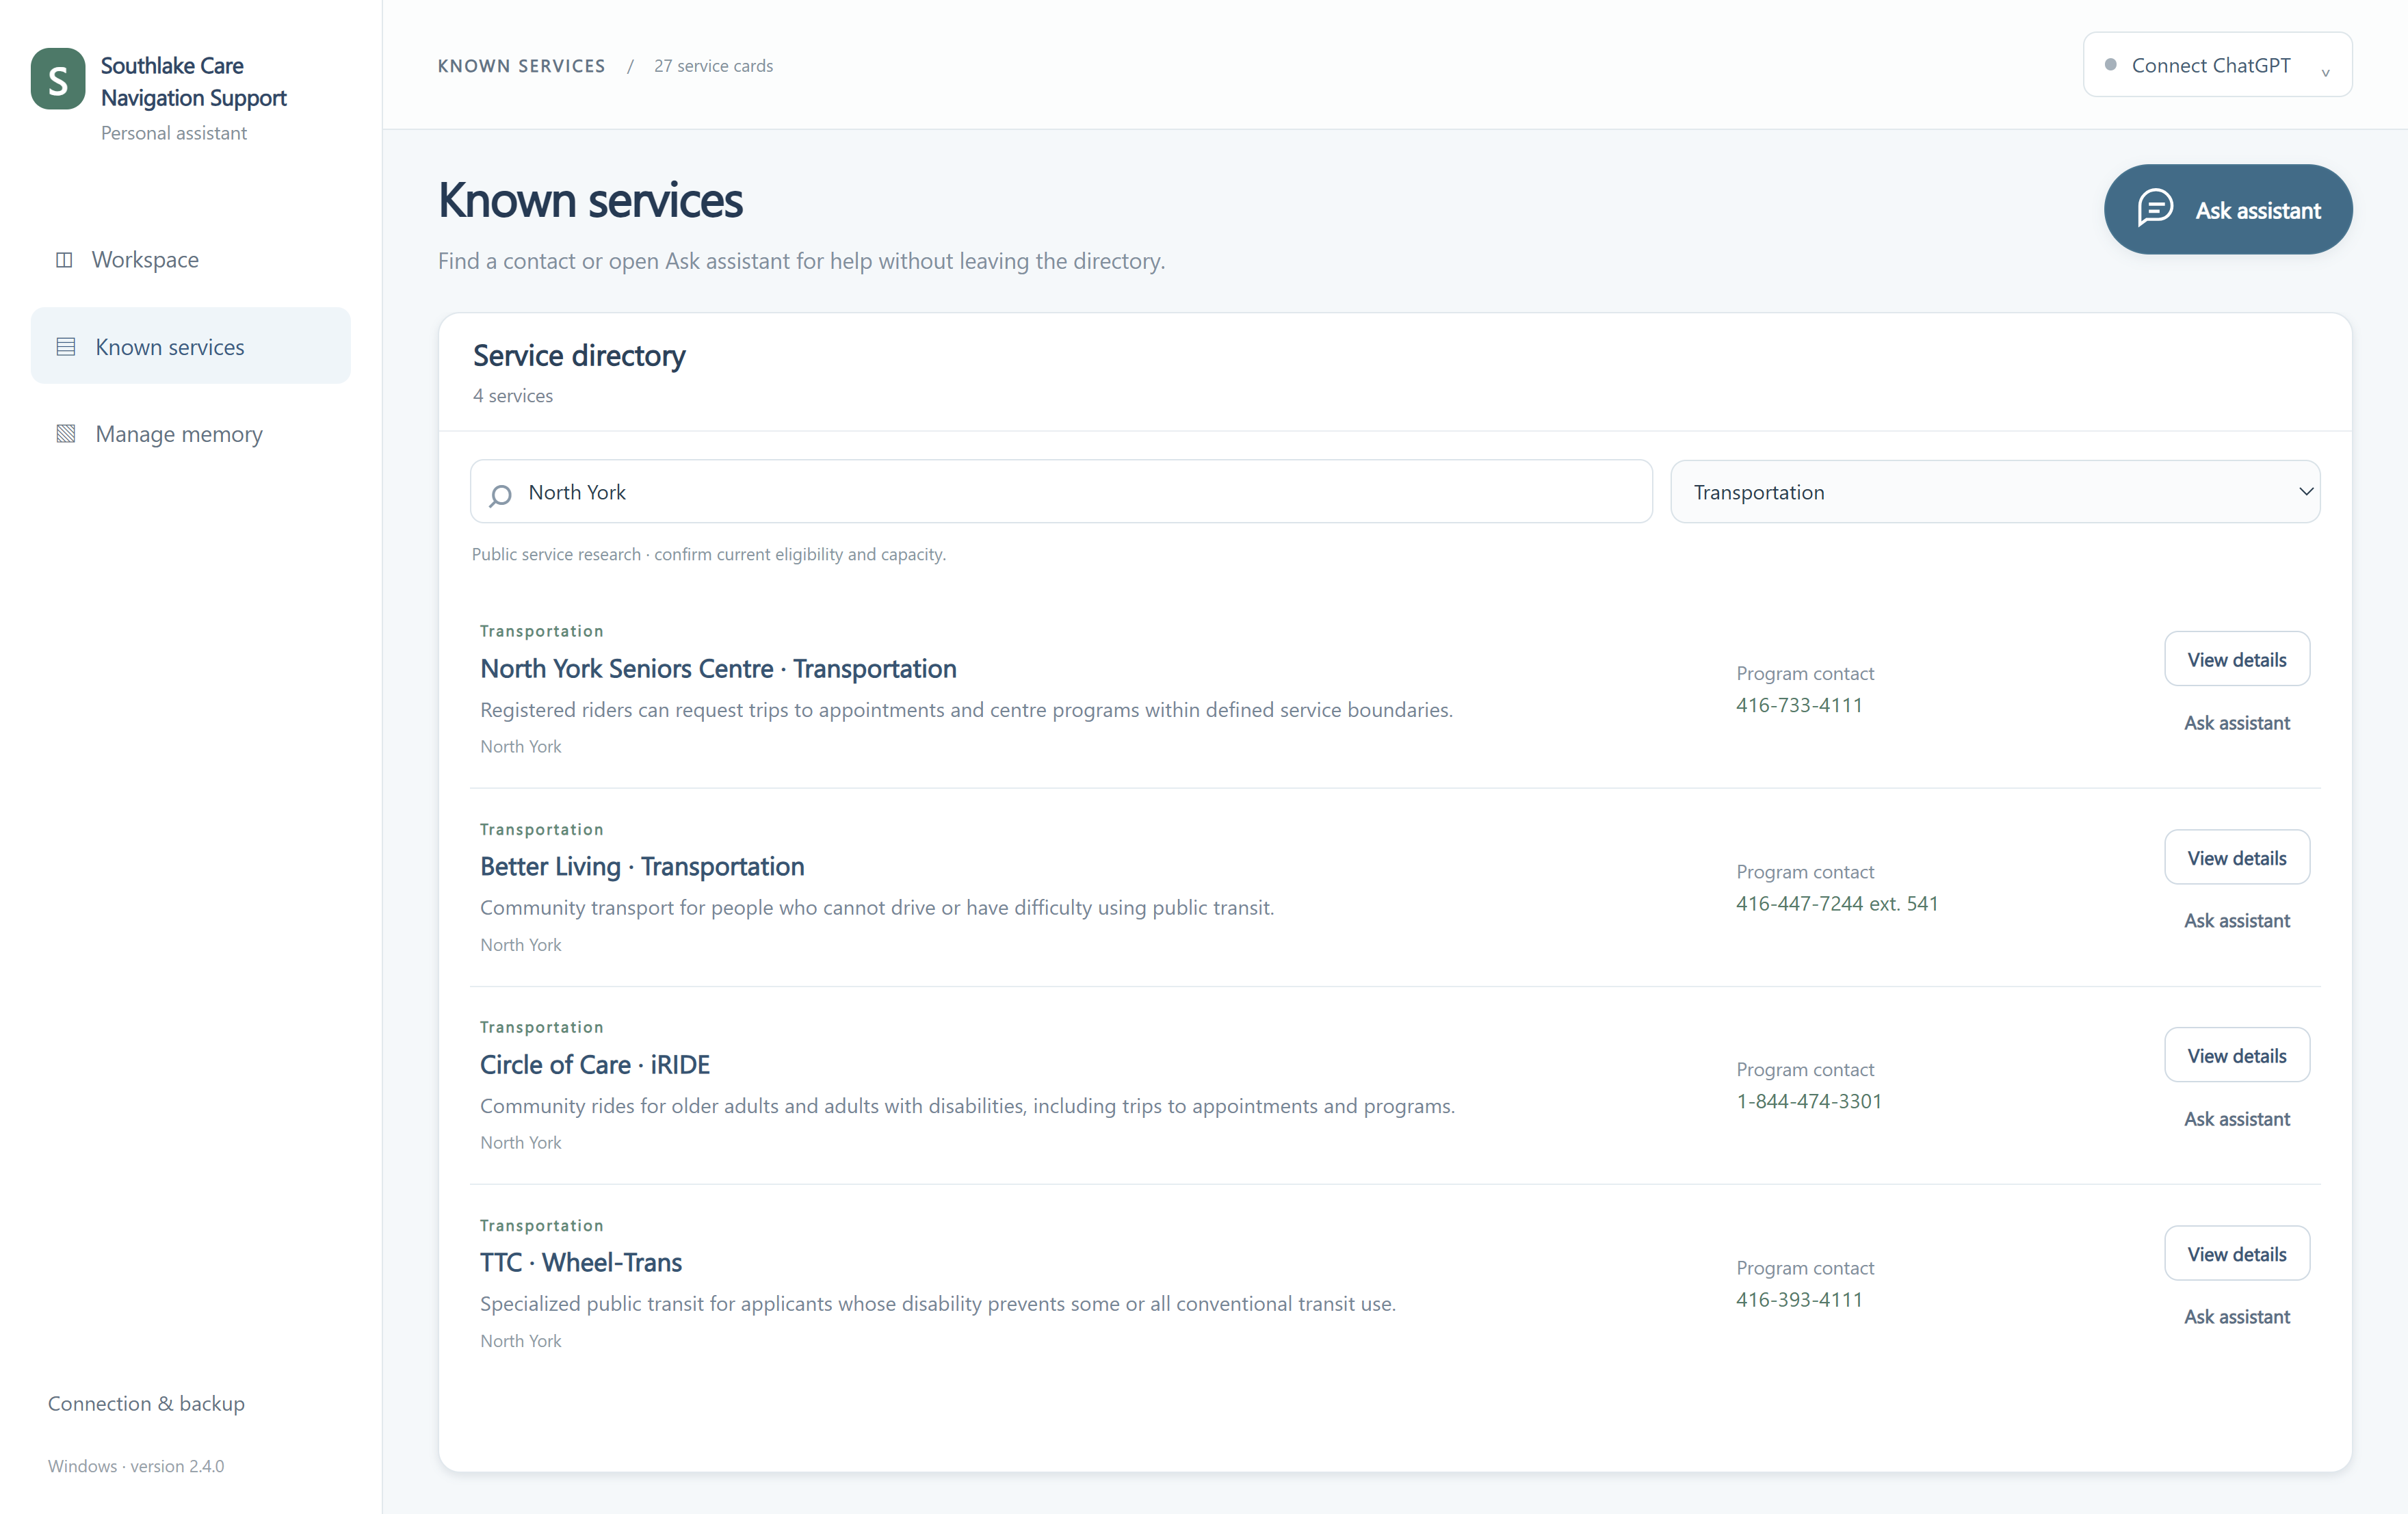 S
Southlake Care
Navigation Support
Personal assistant
Workspace
Known services
Manage memory
Connection & backup
Windows · version 2.4.0
KNOWN SERVICES / 27 service cards
Connect ChatGPT v
Known services
Find a contact or open Ask assistant for help without leaving the directory.
Ask assistant
Service directory
4 services
North York
Transportation
Public service research · confirm current eligibility and capacity.
Transportation
North York Seniors Centre · Transportation
Registered riders can request trips to appointments and centre programs within defined service boundaries.
North York
Program contact
416-733-4111
View details
Ask assistant
Transportation
Better Living · Transportation
Community transport for people who cannot drive or have difficulty using public transit.
North York
Program contact
416-447-7244 ext. 541
View details
Ask assistant
Transportation
Circle of Care · iRIDE
Community rides for older adults and adults with disabilities, including trips to appointments and programs.
North York
Program contact
1-844-474-3301
View details
Ask assistant
Transportation
TTC · Wheel-Trans
Specialized public transit for applicants whose disability prevents some or all conventional transit use.
North York
Program contact
416-393-4111
View details
Ask assistant